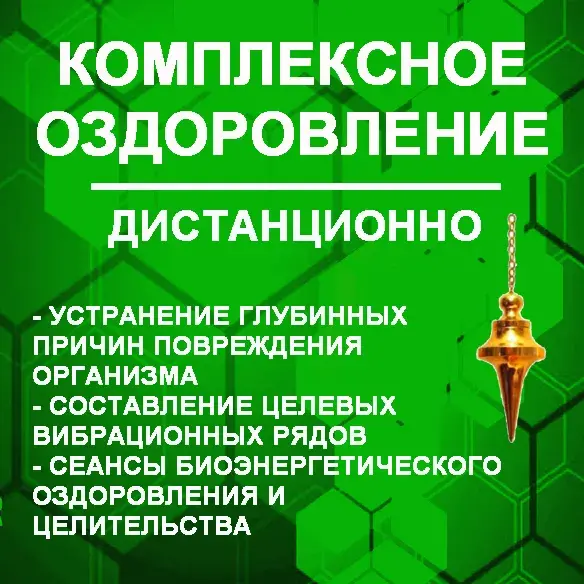 КОМПЛЕКСНОЕ
ОЗДОРОВЛЕНИЕ
ДИСТАНЦИОННО
- УСТРАНЕНИЕ ГЛУБИННЫХ
ПРИЧИН ПОВРЕЖДЕНИЯ
ОРГАНИЗМА
- СОСТАВЛЕНИЕ ЦЕЛЕВЫХ
ВИБРАЦИОННЫХ РЯДОВ
- СЕАНСЫ БИОЭНЕРГЕТИЧЕСКОГО
ОЗДОРОВЛЕНИЯ И
ЦЕЛИТЕЛЬСТВА